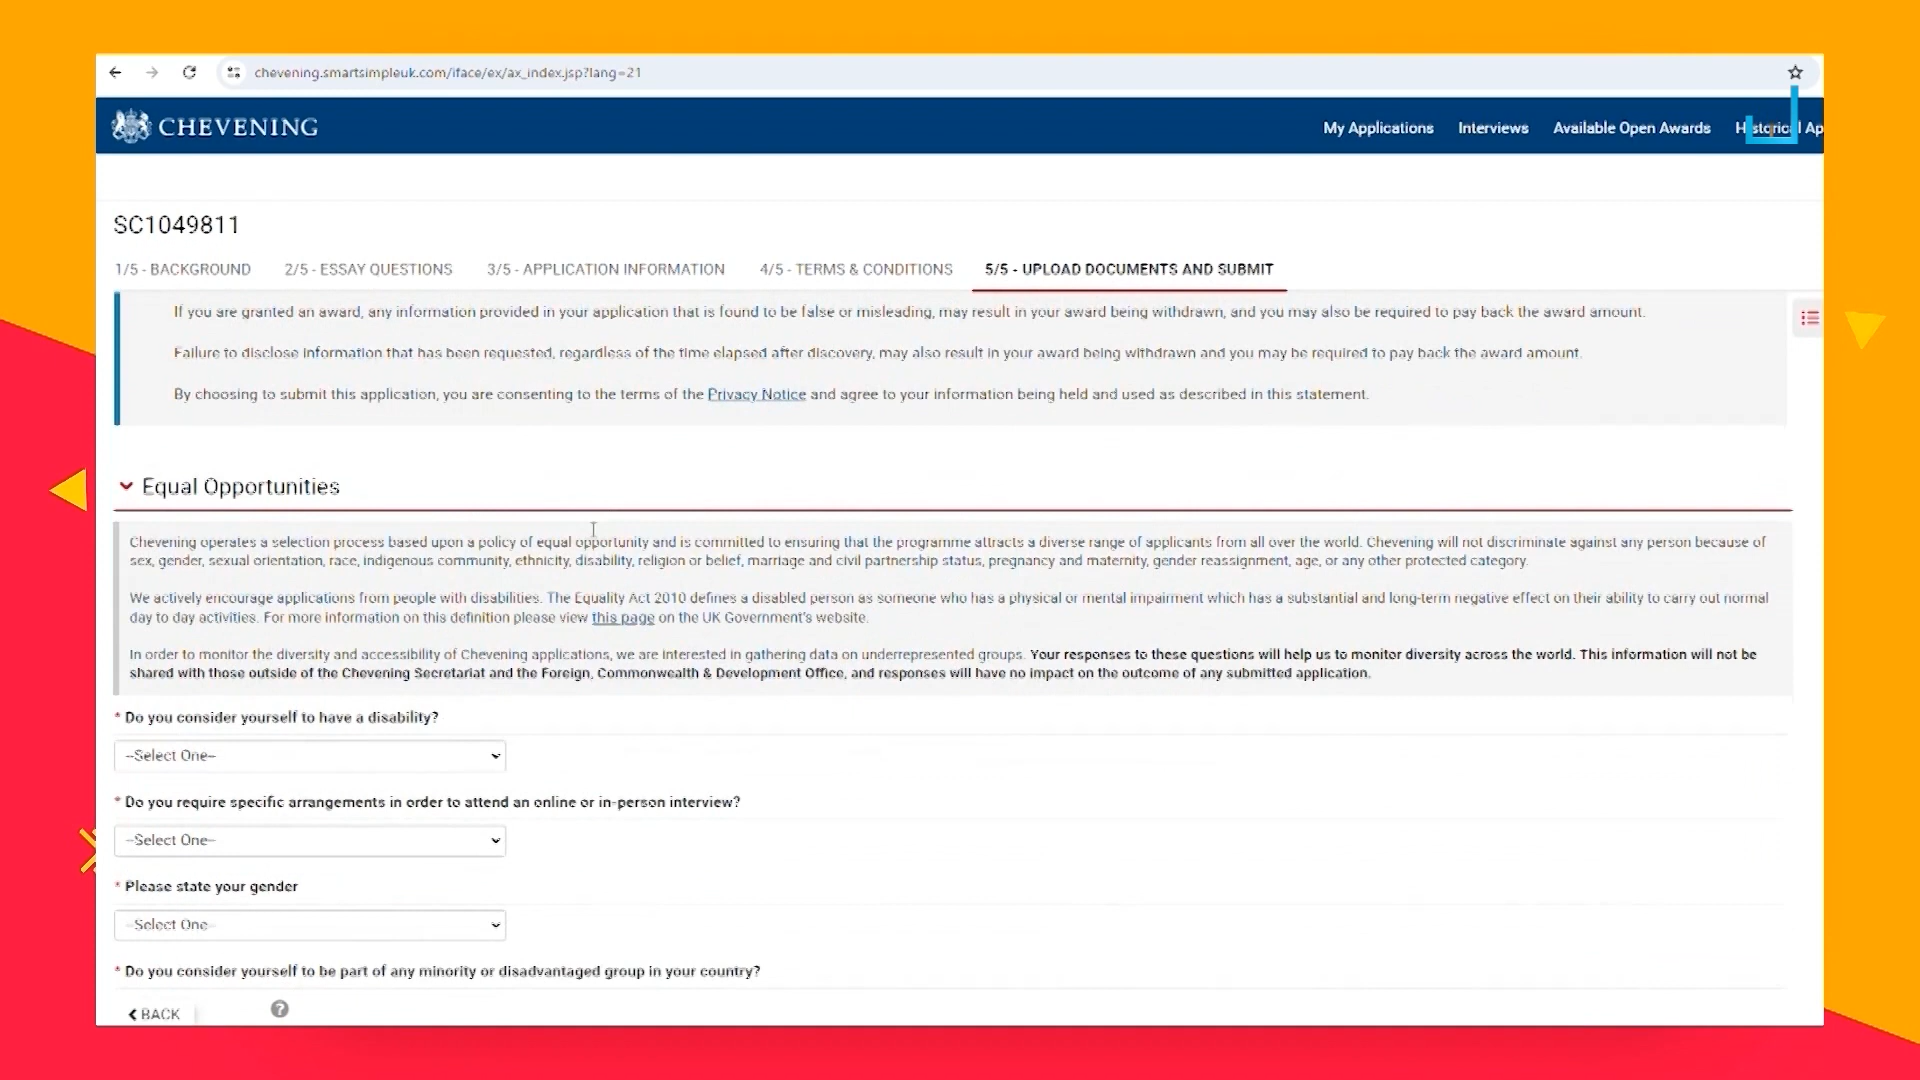 chevening.smartsimpleuk.com/iface/ex/ax_index.jsp?lang=21
CHEVENING
My Applications Interviews Available Open Awards Historical Ap
SC1049811
1/5 - BACKGROUND 2/5 - ESSAY QUESTIONS 3/5 - APPLICATION INFORMATION 4/5 - TERMS & CONDITIONS 5/5 - UPLOAD DOCUMENTS AND SUBMIT
If you are granted an award, any information provided in your application that is found to be false or misleading, may result in your award being withdrawn, and you may also be required to pay back the award amount.
Failure to disclose information that has been requested, regardless of the time elapsed after discovery, may also result in your award being withdrawn and you may be required to pay back the award amount.
By choosing to submit this application, you are consenting to the terms of the Privacy Notice and agree to your information being held and used as described in this statement.
Equal Opportunities
Chevening operates a selection process based upon a policy of equal opportunity and is committed to ensuring that the programme attracts a diverse range of applicants from all over the world. Chevening will not discriminate against any person because of
sex, gender, sexual orientation, race, indigenous community, ethnicity, disability, religion or belief, marriage and civil partnership status, pregnancy and maternity, gender reassignment, age, or any other protected category.
We actively encourage applications from people with disabilities. The Equality Act 2010 defines a disabled person as someone who has a physical or mental impairment which has a substantial and long-term negative effect on their ability to carry out normal
day to day activities. For more information on this definition please view this page on the UK Government's website.
In order to monitor the diversity and accessibility of Chevening applications, we are interested in gathering data on underrepresented groups. Your responses to these questions will help us to monitor diversity across the world. This information will not be
shared with those outside of the Chevening Secretariat and the Foreign, Commonwealth & Development Office, and responses will have no impact on the outcome of any submitted application.
* Do you consider yourself to have a disability?
--Select One--
* Do you require specific arrangements in order to attend an online or in-person interview?
--Select One--
* Please state your gender
--Select One--
* Do you consider yourself to be part of any minority or disadvantaged group in your country?
BACK ?